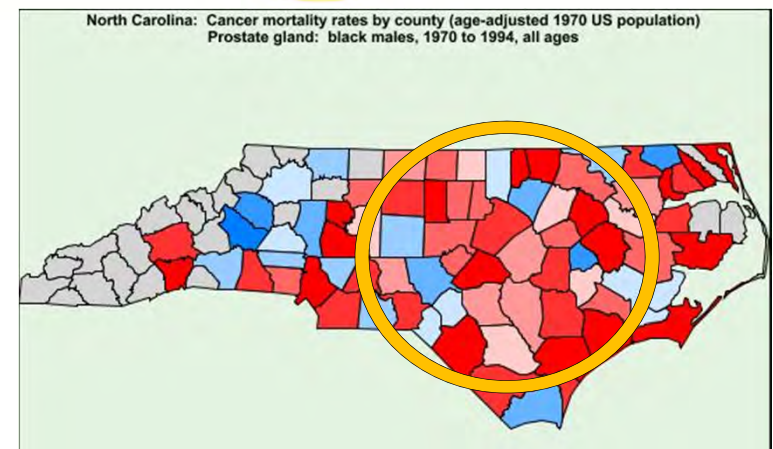 North Carolina: Cancer mortality rates by county (age-adjusted 1970 US population)
Prostate gland: black males, 1970 to 1994, all ages